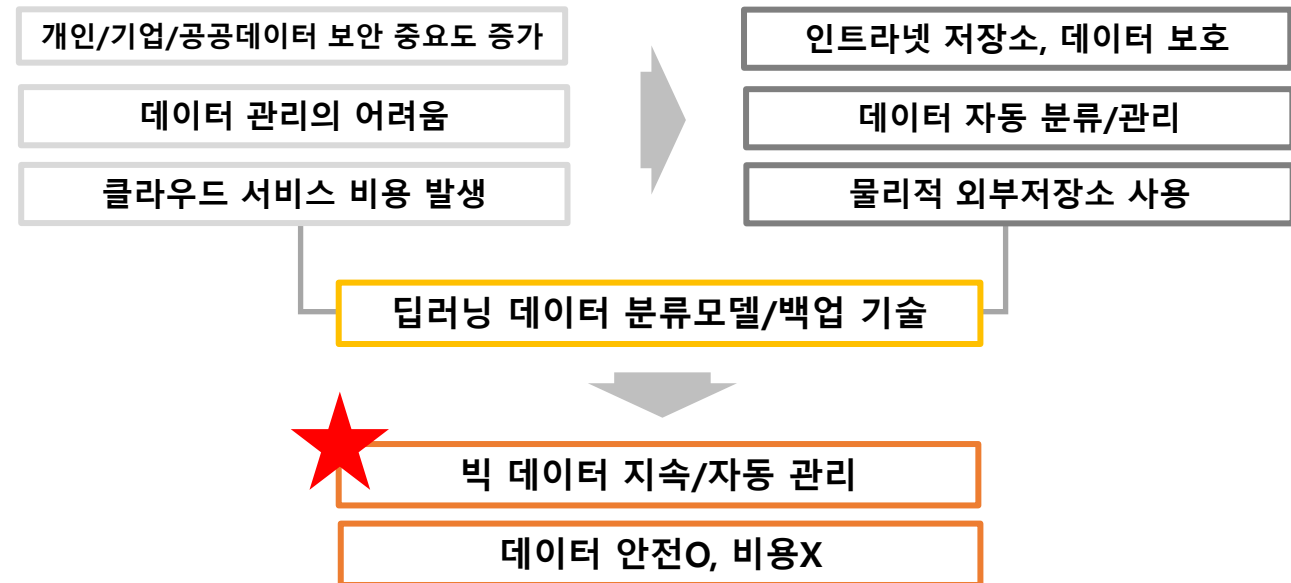 개인/기업/공공데이터 보안 중요도 증가
데이터 관리의 어려움
클라우드 서비스 비용 발생
인트라넷 저장소, 데이터 보호
데이터 자동 분류/관리
물리적 외부저장소 사용
딥러닝 데이터 분류모델/백업 기술
빅 데이터 지속/자동 관리
데이터 안전O, 비용X